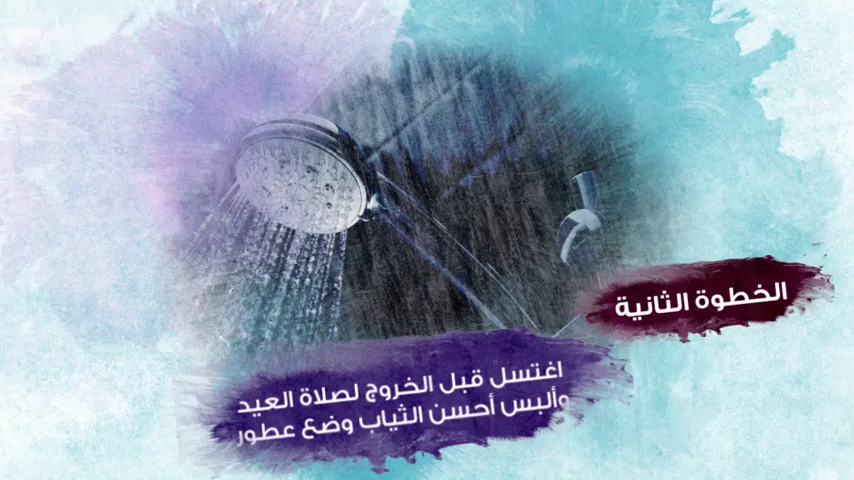 الخطوة الثانية
اغتسل قبل الخروج لصلاة العيد
وألبس أحسن الثياب وضع عطور